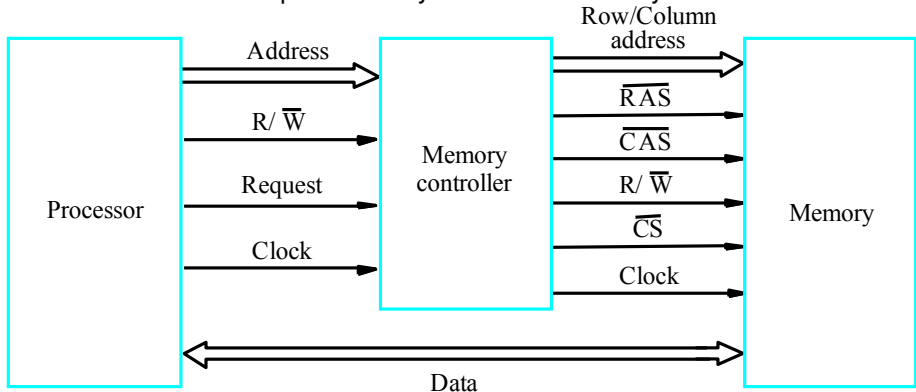 Row/Column
address
Address
RAS
R/ W
CAS
Memory
controller
Request
R/ W
Processor
Memory
CS
Clock
Clock
Data